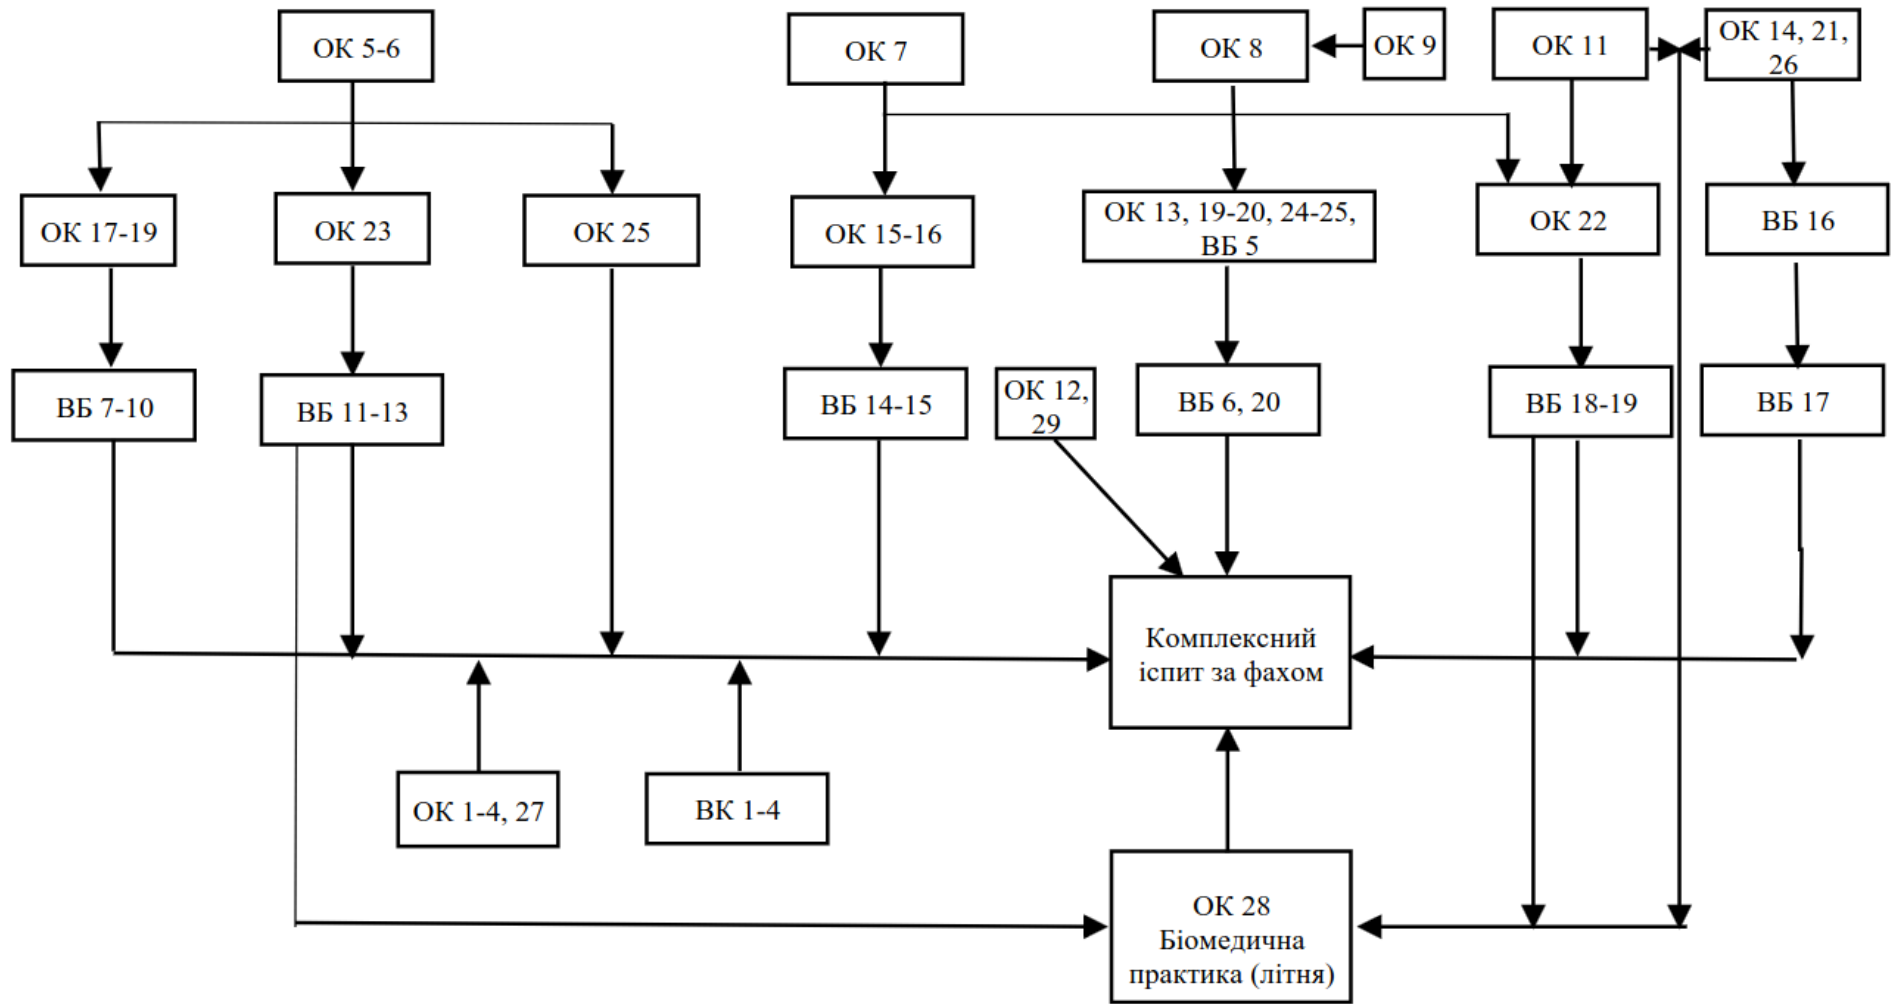 ОК 5-6
ОК 7
ОК 8
ОК 9
ОК 11
ОК 14, 21,
26
ОК 17-19
ОК 23
ОК 25
ОК 15-16
ОК 13, 19-20, 24-25,
ВБ 5
ОК 22
ВБ 16
ВБ 7-10
ВБ 11-13
ВБ 14-15
ОК 12,
29
ВБ 6, 20
ВБ 18-19
ВБ 17
Комплексний
іспит за фахом
ОК 1-4, 27
ВК 1-4
ОК 28
Біомедична
практика (літня)